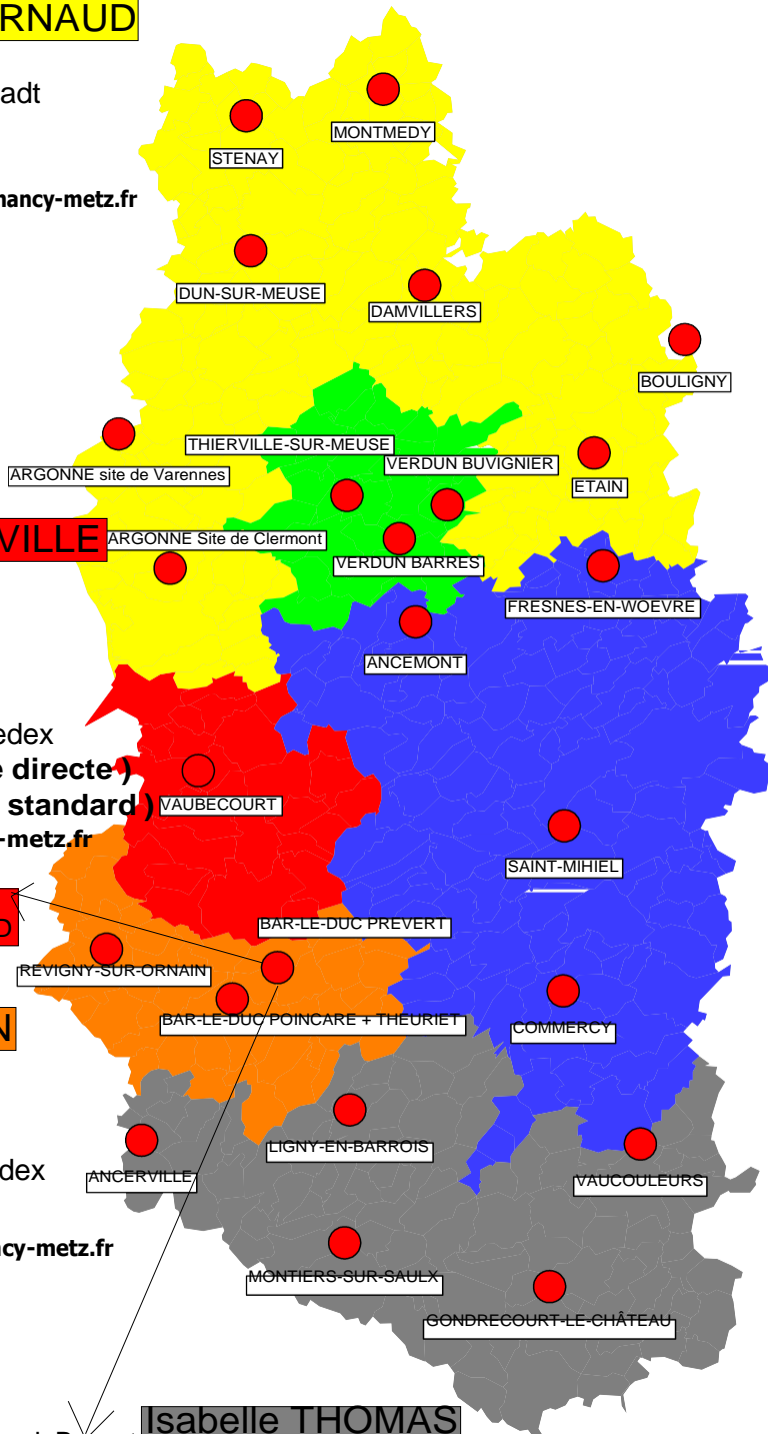 RNAUD
adt
MONTMEDY
STENAY
nancy-metz.fr
DUN-SUR-MEUSE
DAMVILLERS
BOULIGNY
THIERVILLE-SUR-MEUSE
VERDUN BUVIGNIER
ARGONNE site de Varennes
ETAIN
VILLE
ARGONNE Site de Clermont
VERDUN BARRES
FRESNES-EN-WOEVRE
ANCEMONT
edex
e directe )
standard )
VAUBECOURT
-metz.fr
SAINT-MIHIEL
BAR-LE-DUC PREVERT
REVIGNY-SUR-ORNAIN
BAR-LE-DUC POINCARE + THEURIET
N
COMMERCY
LIGNY-EN-BARROIS
dex
ANCERVILLE
VAUCOULEURS
cy-metz.fr
MONTIERS-SUR-SAULX
GONDRECOURT-LE-CHÂTEAU
Isabelle THOMAS